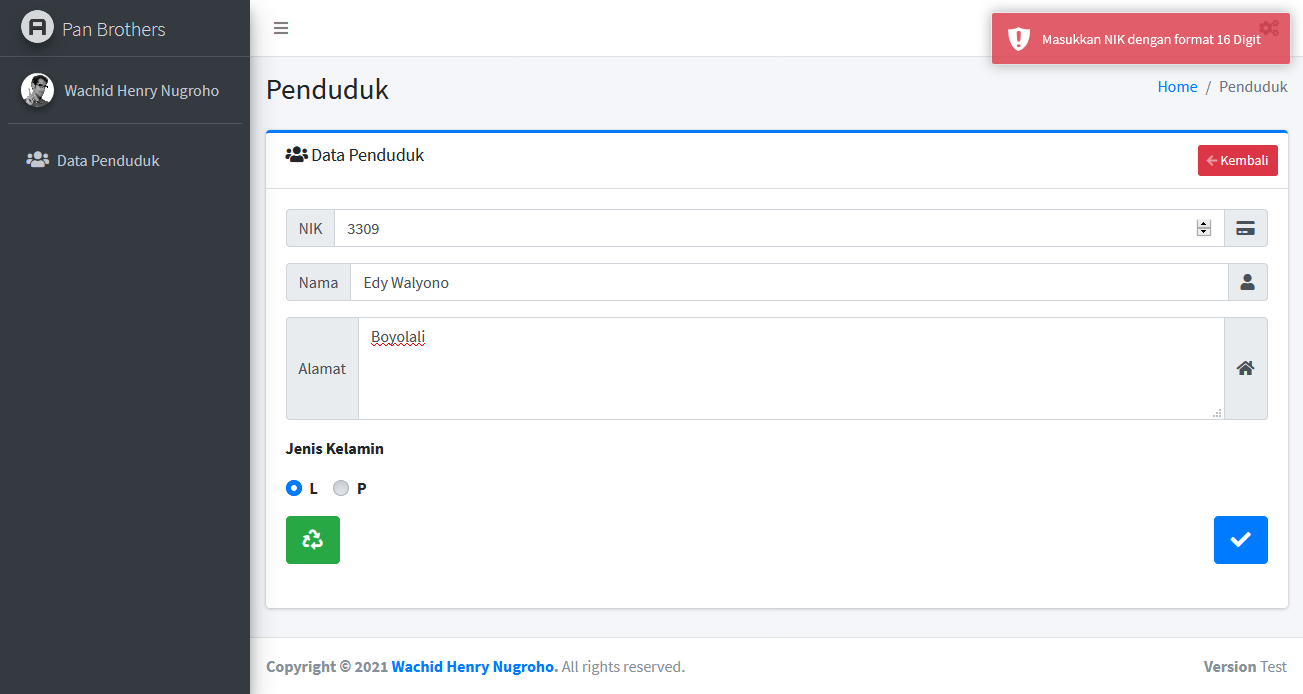 Pan Brothers
Masukkan NIK dengan format 16 Digit
Wachid Henry Nugroho
Penduduk
Home / Penduduk
Data Penduduk
Data Penduduk
Kembali
NIK 3309
Nama Edy Walyono
Boyolali
Alamat
Jenis Kelamin
L P
Copyright © 2021 Wachid Henry Nugroho. All rights reserved.
Version Test